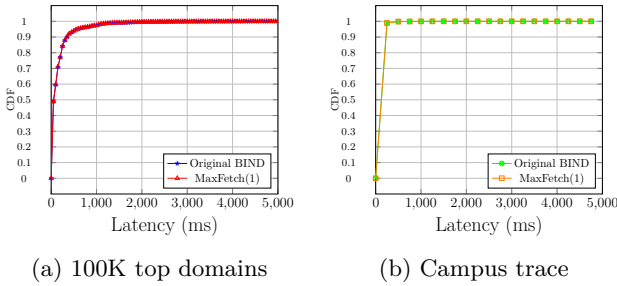 1
0.9
0.8
0.7
0.6
0.5
0.4
0.3
0.2
0.1
0
CDF
0 1,000 2,000 3,000 4,000 5,000
Latency (ms)
Original BIND
MaxFetch(1)
(a) 100K top domains
1
0.9
0.8
0.7
0.6
0.5
0.4
0.3
0.2
0.1
0
CDF
0 1,000 2,000 3,000 4,000 5,000
Latency (ms)
Original BIND
MaxFetch(1)
(b) Campus trace